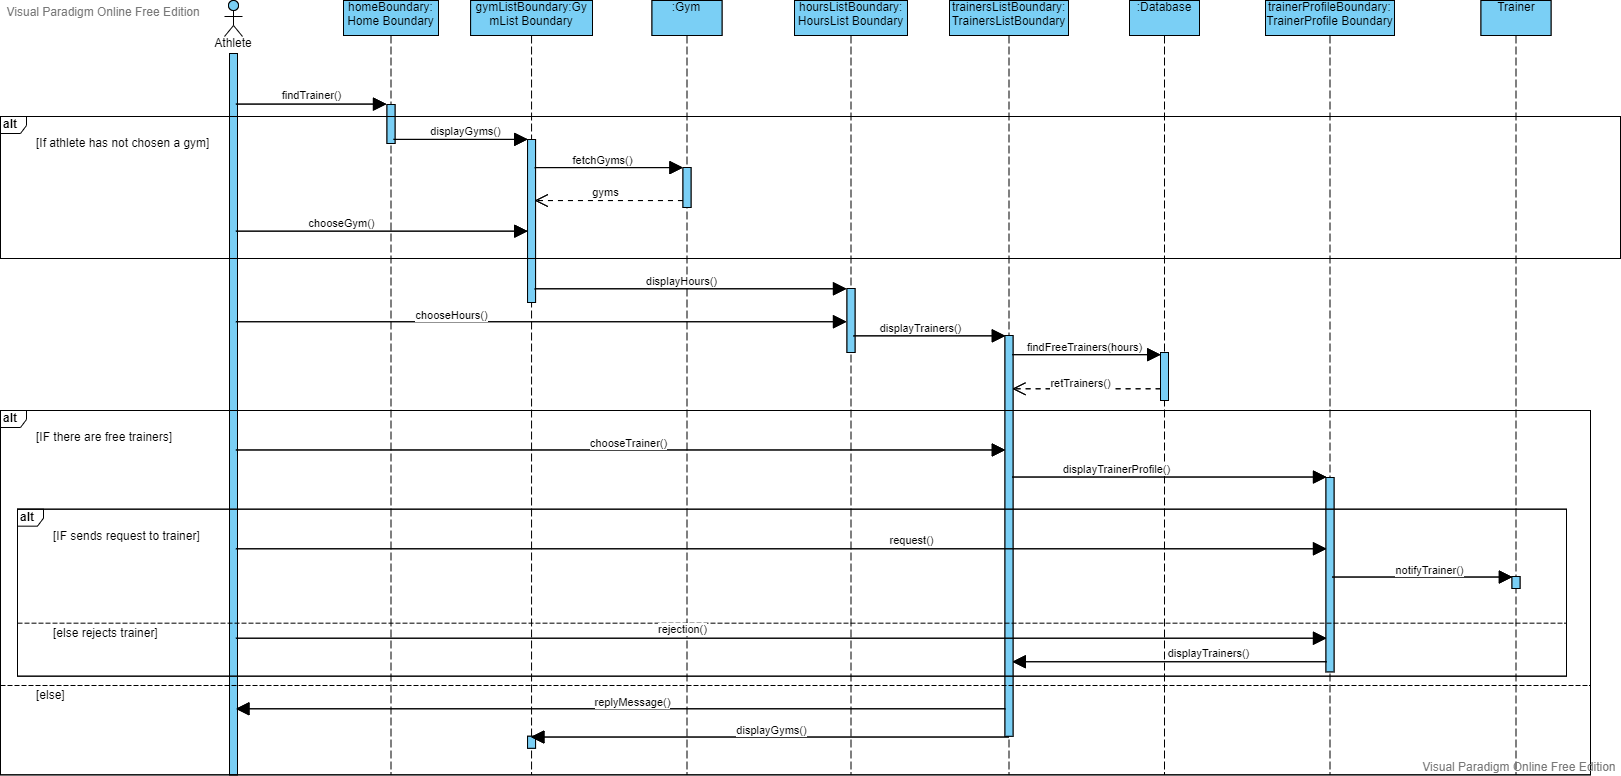 Visual Paradigm Online Free Edition
Athlete
homeBoundary:
Home Boundary
gymListBoundary:Gy
mList Boundary
:Gym
hoursListBoundary:
HoursList Boundary
trainersListBoundary:
TrainersListBoundary
:Database
trainerProfileBoundary:
TrainerProfile Boundary
Trainer
findTrainer()
alt
[If athlete has not chosen a gym]
displayGyms()
fetchGyms()
gyms
chooseGym()
displayHours()
chooseHours()
displayTrainers()
findFreeTrainers(hours)
retTrainers()
alt
[IF there are free trainers]
chooseTrainer()
displayTrainerProfile()
alt
[IF sends request to trainer]
request()
notifyTrainer()
[else rejects trainer]
rejection()
displayTrainers()
[else]
replyMessage()
displayGyms()
Visual Paradigm Online Free Edition